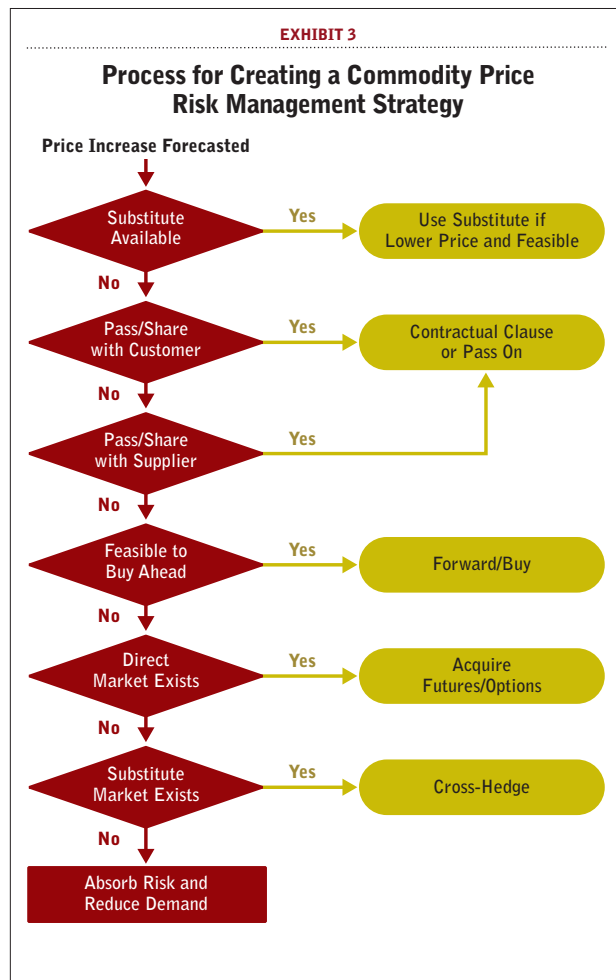 EXHIBIT 3
Process for Creating a Commodity Price
Risk Management Strategy
Price Increase Forecasted
Substitute
Available
Yes
Use Substitute if
Lower Price and Feasible
No
Pass/Share
with Customer
Yes
Contractual Clause
or Pass On
No
Pass/Share
with Supplier
Yes
No
Feasible to
Buy Ahead
Yes
Forward/Buy
No
Direct
Market Exists
Yes
Acquire
Futures/Options
No
Substitute
Market Exists
Yes
Cross-Hedge
No
Absorb Risk and
Reduce Demand